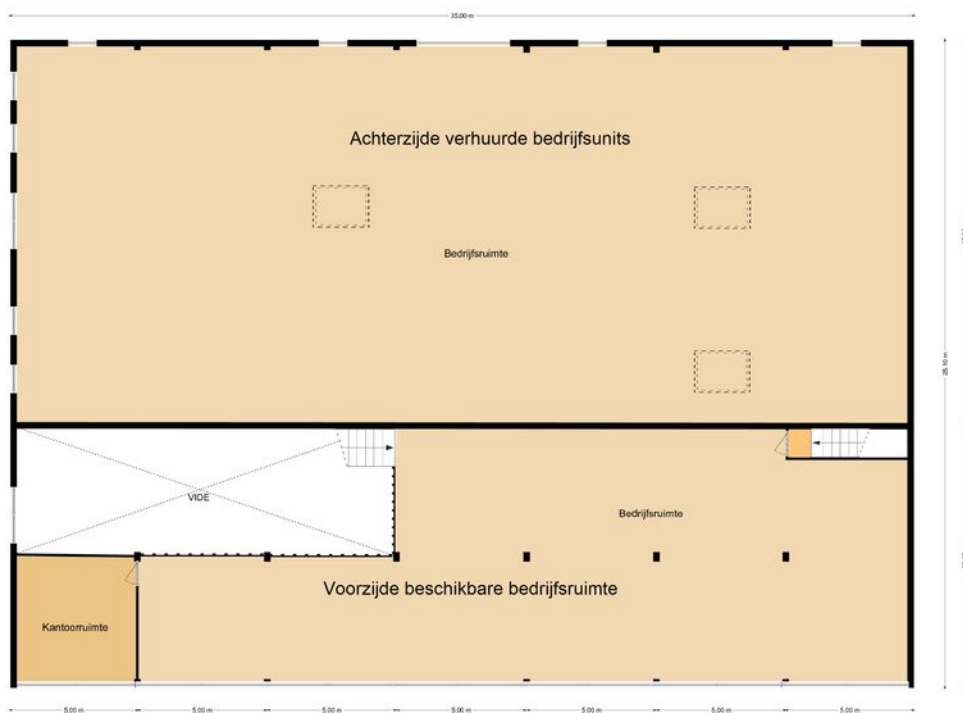 35.00 m
Achterzijde verhuurde bedrijfsunits
Bedrijfsruimte
25.10 m
VIDE
Bedrijfsruimte
Voorzijde beschikbare bedrijfsruimte
Kantoorruimte
5.00 m
5.00 m
5.00 m
5.00 m
5.00 m
5.00 m
5.00 m